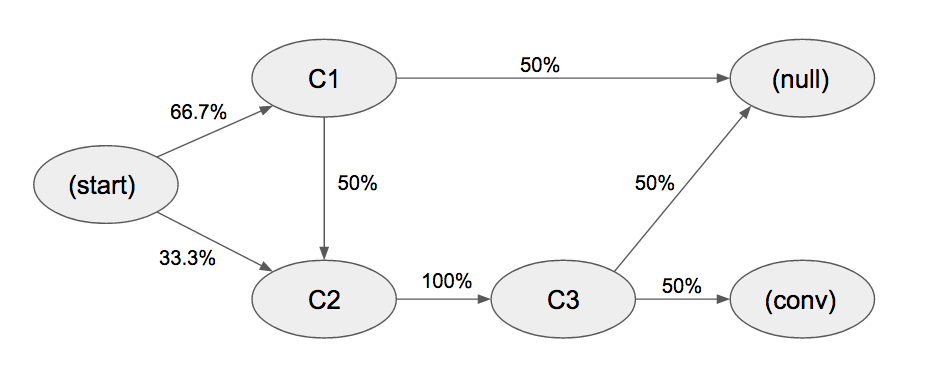 C1
50%
(null)
66.7%
(start)
50%
50%
33.3%
C2
100%
C3
50%
(conv)